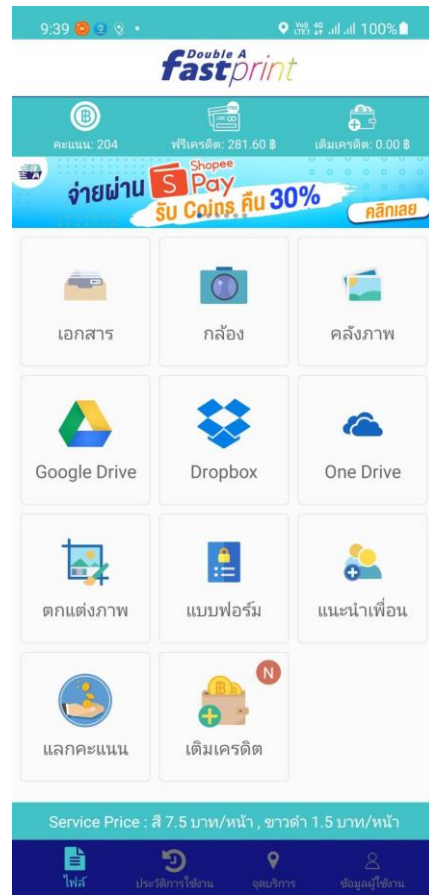 9:39
Vo)) LTE1 4G 100%
Double A
fastprint
คะแนน: 204
ฟรีเครดิต: 281.60 ฿
เติมเครดิต: 0.00 ฿
จ่ายผ่าน S Shopee Pay
รับ Coins คืน 30%
คลิกเลย
เอกสาร
กล้อง
คลังภาพ
Google Drive
Dropbox
One Drive
ตกแต่งภาพ
แบบฟอร์ม
แนะนำเพื่อน
N
แลกคะแนน
เติมเครดิต
Service Price : สี 7.5 บาท/หน้า , ขาวดำ 1.5 บาท/หน้า
ไฟล์
ประวัติการใช้งาน
จุดบริการ
ข้อมูลผู้ใช้งาน